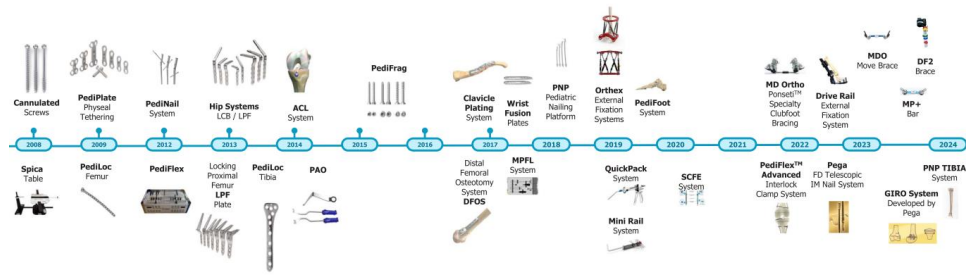 Cannulated
Screws
PediPlate
Physeal
Tethering
PediNail
System
Hip Systems
LCB / LPF
ACL
System
PediFrag
Clavicle
Plating
System
Wrist
Fusion
Plates
PNP
Pediatric
Nailing
Platform
Orthex
External
Fixation
Systems
PediFoot
System
MD Ortho
Ponseti™
Specialty
Clubfoot
Bracing
Drive Rail
External
Fixation
System
MDO
Move Brace
DF2
Brace
MP+
Bar
2008
2009
2012
2013
2014
2015
2016
2017
2018
2019
2020
2021
2022
2023
2024
Spica
Table
PediLoc
Femur
PediFlex
Locking
Proximal
Femur
LPF
Plate
PediLoc
Tibia
PAO
Distal
Femoral
Osteotomy
System
DFOS
MPFL
System
QuickPack
System
Mini Rail
System
SCFE
System
PediFlex™
Advanced
Interlock
Clamp System
Pega
FD Telescopic
IM Nail System
GIRO System
Developed by
Pega
PNP TIBIA
System